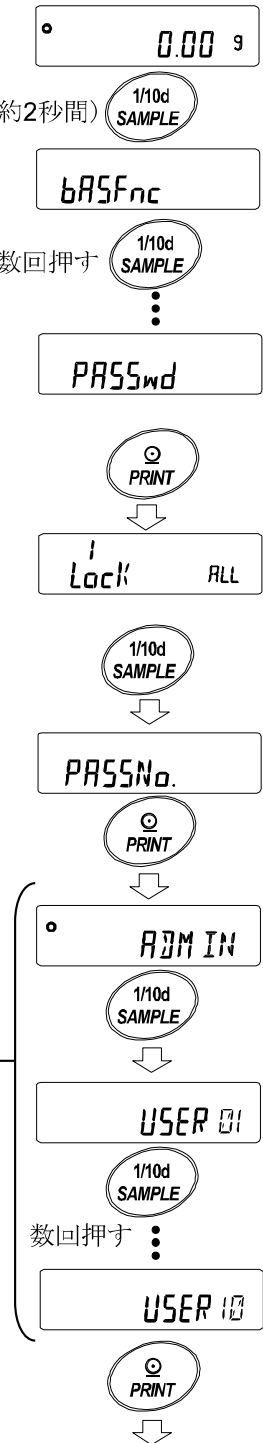 0.00 g
約2秒間)
1/10d
SAMPLE
bASFnc
数回押す
1/10d
SAMPLE
PASSwd
PRINT
1
Lock ALL
1/10d
SAMPLE
PASSNo.
PRINT
ADMIN
1/10d
SAMPLE
USER 01
1/10d
SAMPLE
数回押す
USER 10
PRINT